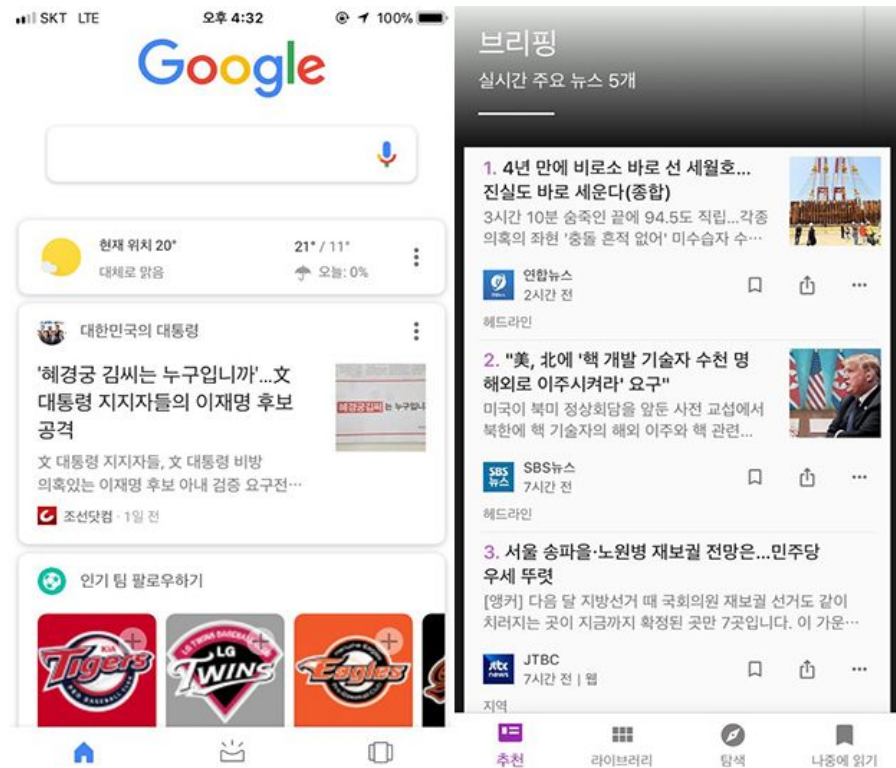 SKT LTE 오후 4:32 100%
Google
현재 위치 20°
21° / 11°
대체로 맑음
오늘: 0%
대한민국의 대통령
'혜경궁 김씨는 누구입니까'...文
대통령 지지자들의 이재명 후보
공격
혜경궁김씨는 누구입니
文 대통령 지지자들, 文 대통령 비방
의혹있는 이재명 후보 아내 검증 요구전…
조선닷컴 · 1일 전
인기 팀 팔로우하기
KIA
Tigers
PRO BASEBALL CLUB
LG TWINS BASEBALL
LG
TWINS
Eagles
브리핑
실시간 주요 뉴스 5개
1. 4년 만에 비로소 바로 선 세월호...
진실도 바로 세운다(종합)
3시간 10분 숨죽인 끝에 94.5도 직립...각종
의혹의 좌현 '충돌 흔적 없어' 미수습자 수…
연합뉴스
2시간 전
헤드라인
2. "美, 北에 '핵 개발 기술자 수천 명
해외로 이주시켜라' 요구"
미국이 북미 정상회담을 앞둔 사전 교섭에서
북한에 핵 기술자의 해외 이주와 핵 관련...
SBS
뉴스
SBS뉴스
7시간 전
헤드라인
3. 서울 송파을·노원병 재보궐 전망은...민주당
우세 뚜렷
[앵커] 다음 달 지방선거 때 국회의원 재보궐 선거도 같이
치러지는 곳이 지금까지 확정된 곳만 7곳입니다. 이 가운…
jtbc
news
JTBC
7시간 전 | 웹
지역
추천
라이브러리
탐색
나중에 읽기